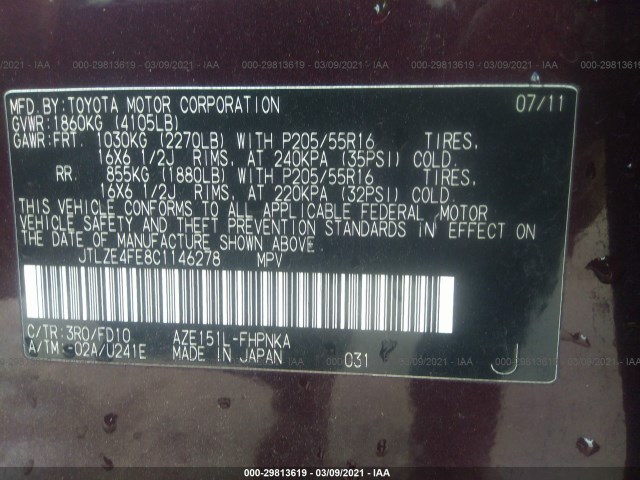 000-29813619 | 03/09/2021 | IAA
MFD.BY:TOYOTA MOTOR CORPORATION 07/11
GVWR:1860KG (4105LB)
GAWR:FRT. 1030KG (2270LB) WITH P205/55R16 TIRES,
16X6 1/2J RIMS, AT 240KPA (35PSI) COLD.
RR. 855KG (1880LB) WITH P205/55R16 TIRES,
16X6 1/2J RIMS, AT 220KPA (32PSI) COLD.
THIS VEHICLE CONFORMS TO ALL APPLICABLE FEDERAL MOTOR
VEHICLE SAFETY AND THEFT PREVENTION STANDARDS IN EFFECT ON
THE DATE OF MANUFACTURE SHOWN ABOVE.
JTLZE4FE8C1146278 MPV
C/TR:3R0/FD10 AZE151L-FHPNKA
A/TM:-02A/U241E MADE IN JAPAN 031 J
000-29813619 | 03/09/2021 | IAA